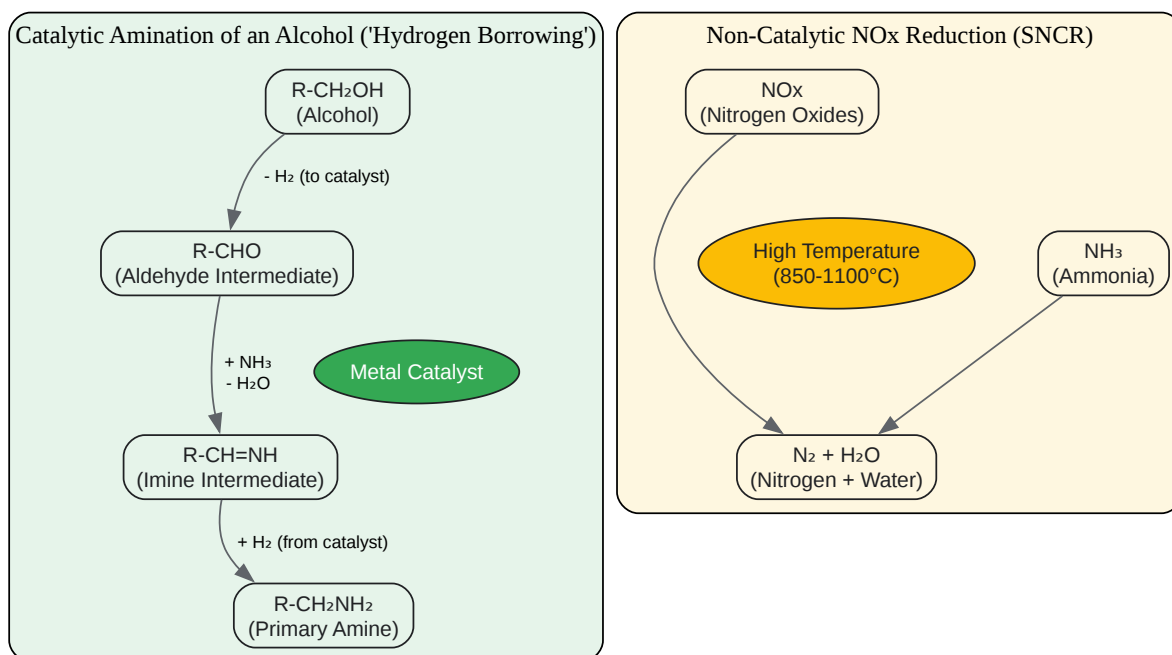 Catalytic Amination of an Alcohol ('Hydrogen Borrowing')
R-CH₂OH
(Alcohol)
- H₂ (to catalyst)
R-CHO
(Aldehyde Intermediate)
+ NH₃
- H₂O
Metal Catalyst
R-CH=NH
(Imine Intermediate)
+ H₂ (from catalyst)
R-CH₂NH₂
(Primary Amine)
Non-Catalytic NOx Reduction (SNCR)
NOx
(Nitrogen Oxides)
High Temperature
(850-1100°C)
NH₃
(Ammonia)
N₂ + H₂O
(Nitrogen + Water)